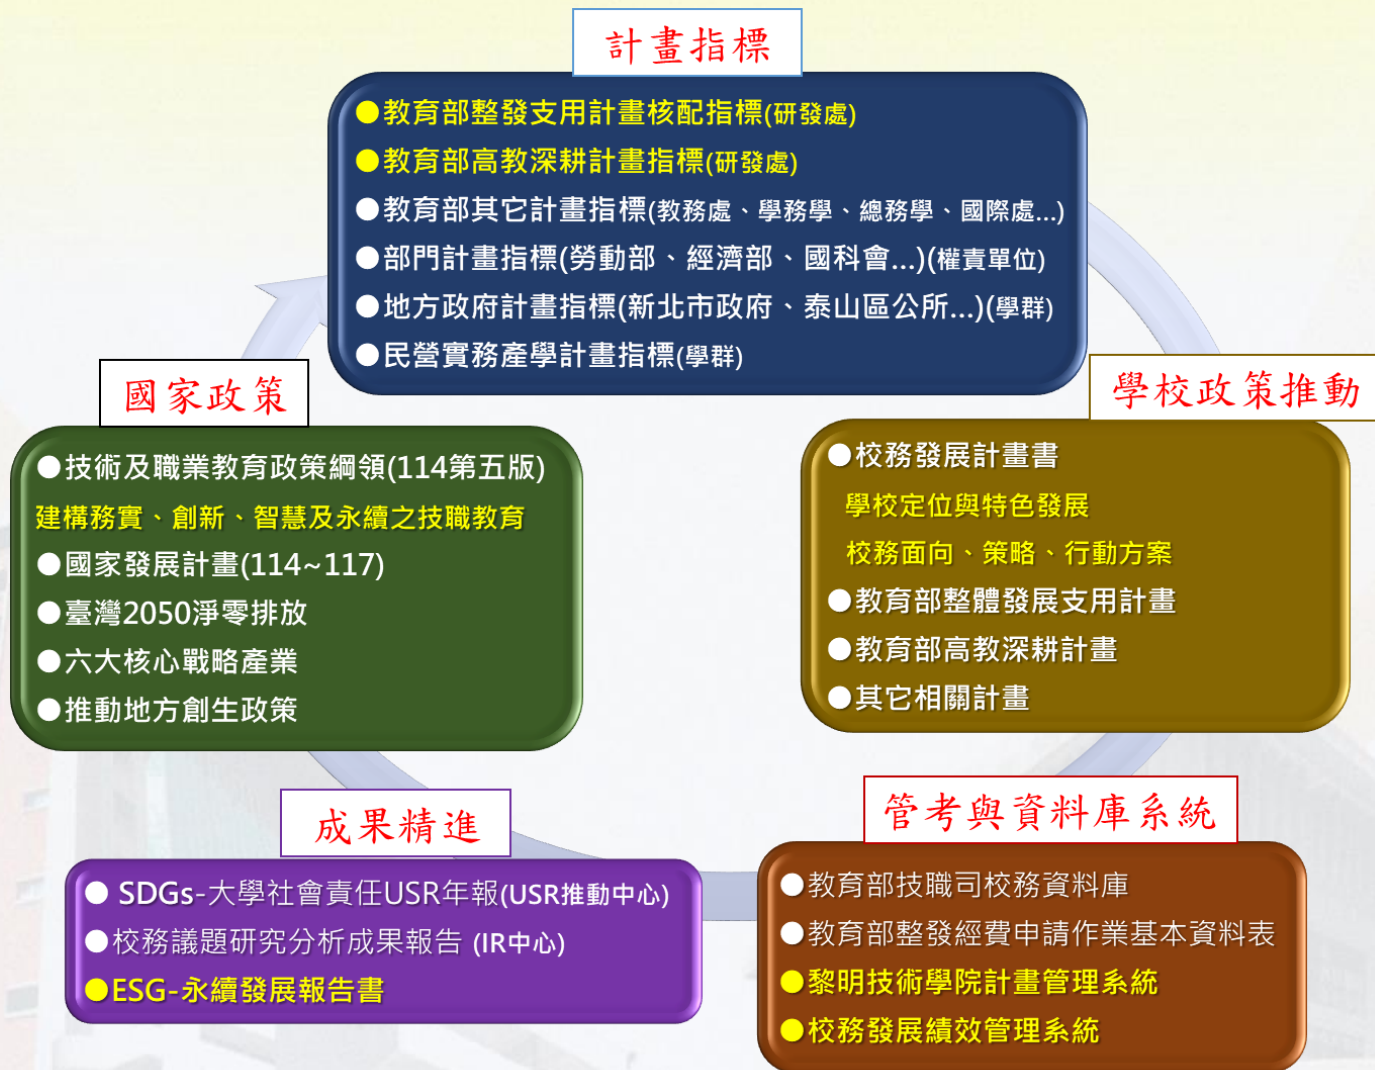 計畫指標
●教育部整發支用計畫核配指標(研發處)
●教育部高教深耕計畫指標(研發處)
●教育部其它計畫指標(教務處、學務學、總務學、國際處...)
●部門計畫指標(勞動部、經濟部、國科會...)(權責單位)
●地方政府計畫指標(新北市政府、泰山區公所...)(學群)
●民營實務產學計畫指標(學群)
國家政策
●技術及職業教育政策綱領(114第五版)
建構務實、創新、智慧及永續之技職教育
●國家發展計畫(114~117)
●臺灣2050淨零排放
●六大核心戰略產業
●推動地方創生政策
學校政策推動
●校務發展計畫書
學校定位與特色發展
校務面向、策略、行動方案
●教育部整體發展支用計畫
●教育部高教深耕計畫
●其它相關計畫
成果精進
● SDGs-大學社會責任USR年報(USR推動中心)
●校務議題研究分析成果報告 (IR中心)
●ESG-永續發展報告書
管考與資料庫系統
●教育部技職司校務資料庫
●教育部整發經費申請作業基本資料表
●黎明技術學院計畫管理系統
●校務發展績效管理系統